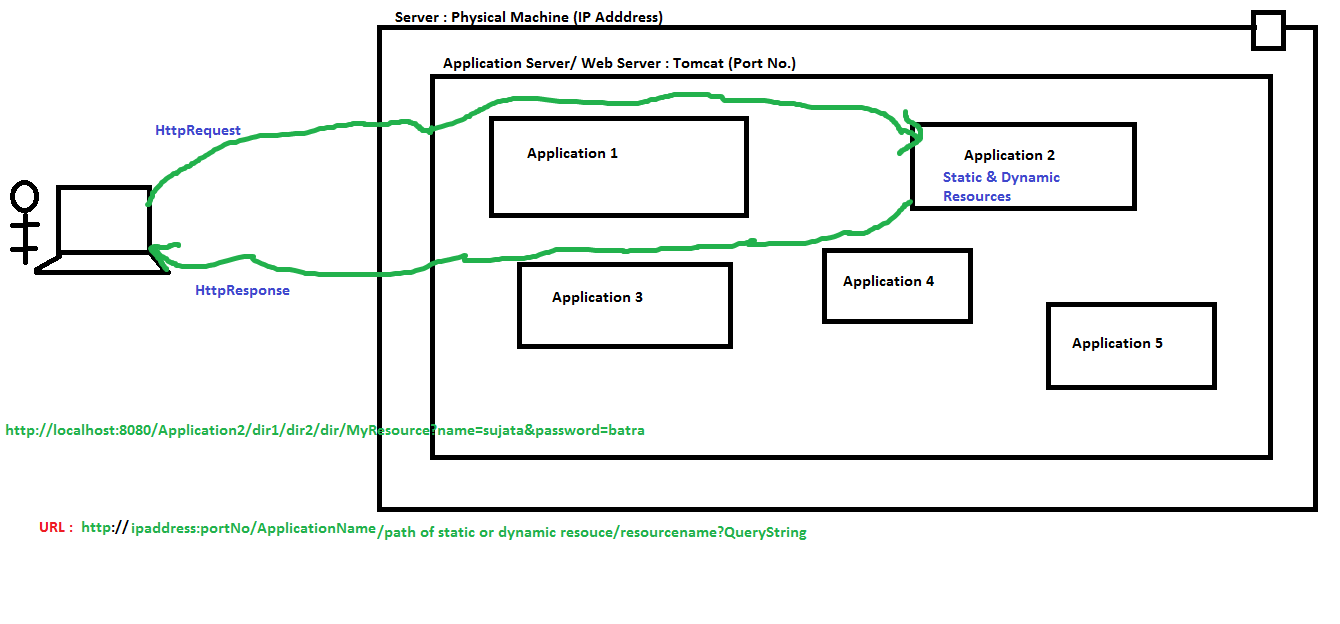 Server : Physical Machine (IP Adddress)
Application Server/ Web Server : Tomcat (Port No.)
HttpRequest
Application 1
Application 2
Static & Dynamic
Resources
HttpResponse
Application 3
Application 4
Application 5
http://localhost:8080/Application2/dir1/dir2/dir/MyResource?name=sujata&password=batra
URL : http://ipaddress:portNo/ApplicationName/path of static or dynamic resouce/resourcename?QueryString